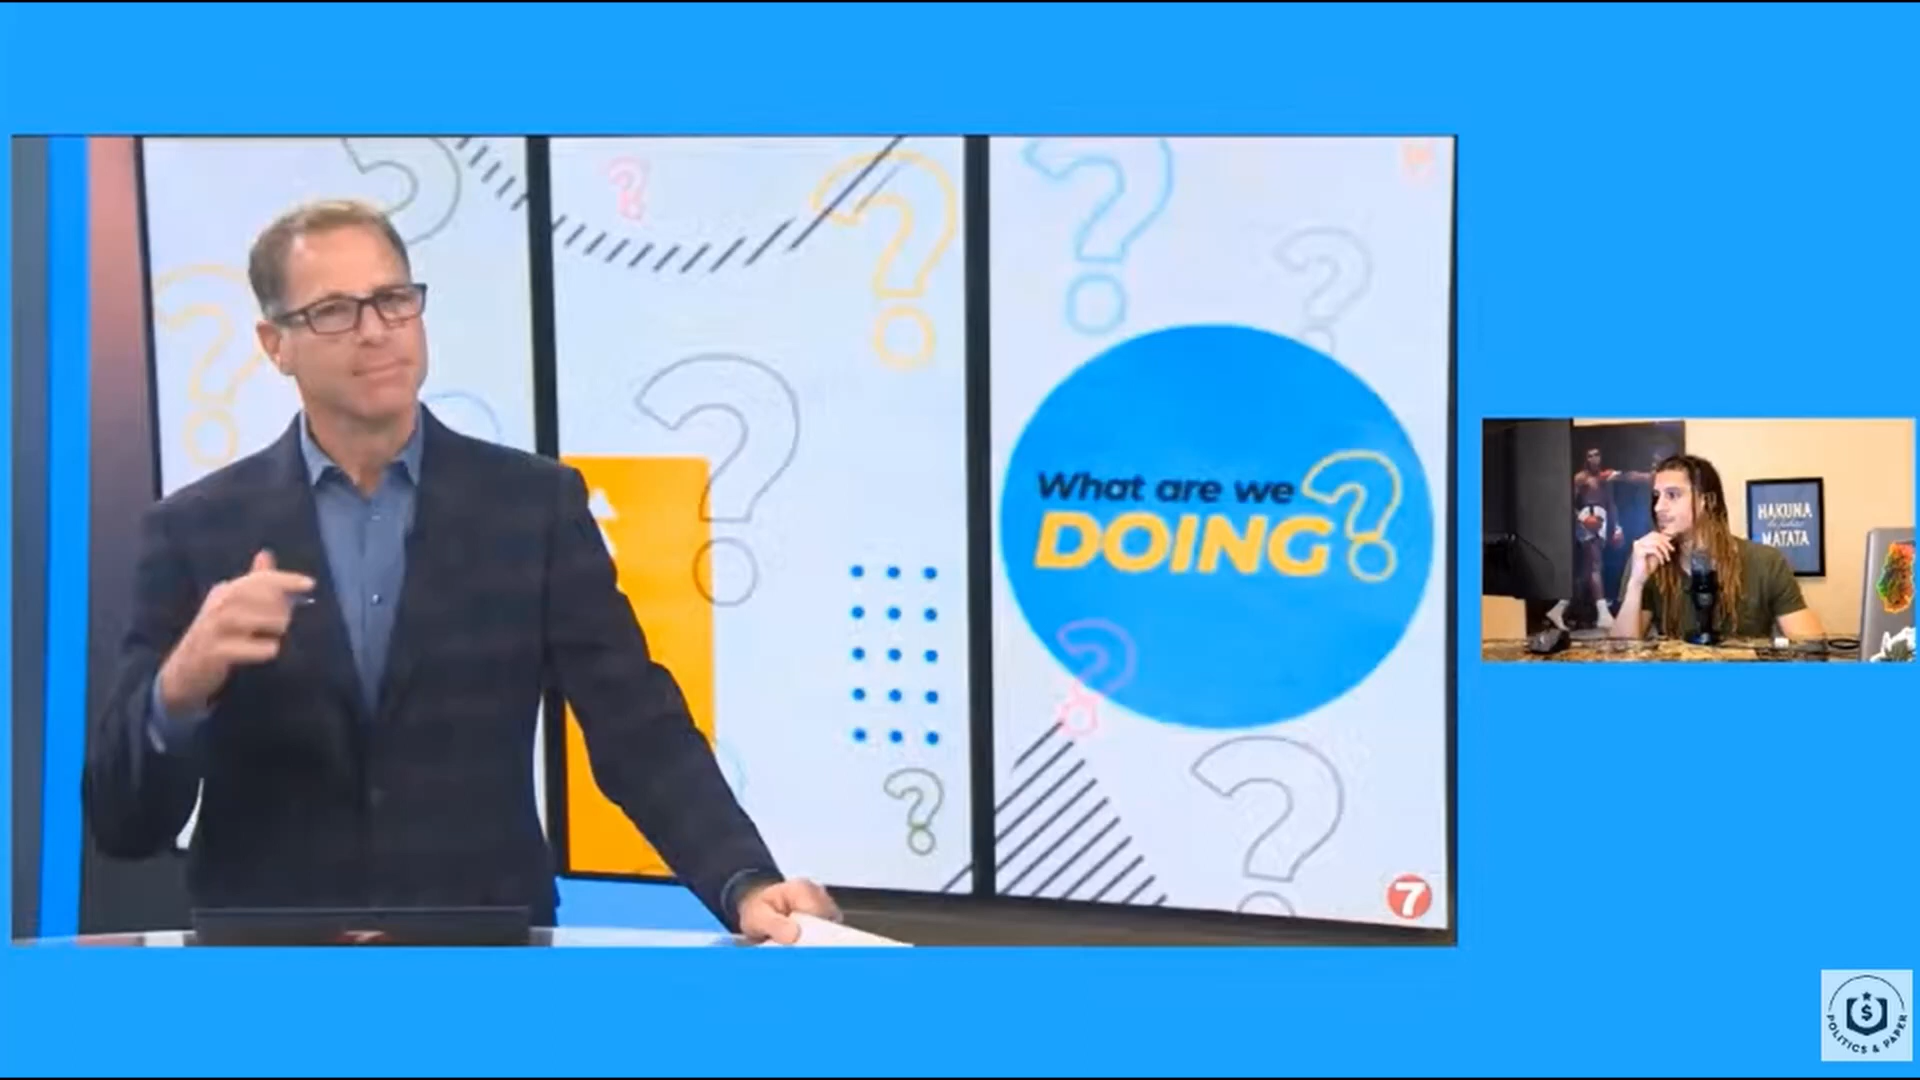 What are we
DOING?
7
HAKUNA
MATATA
$
POLITICS & PAPER